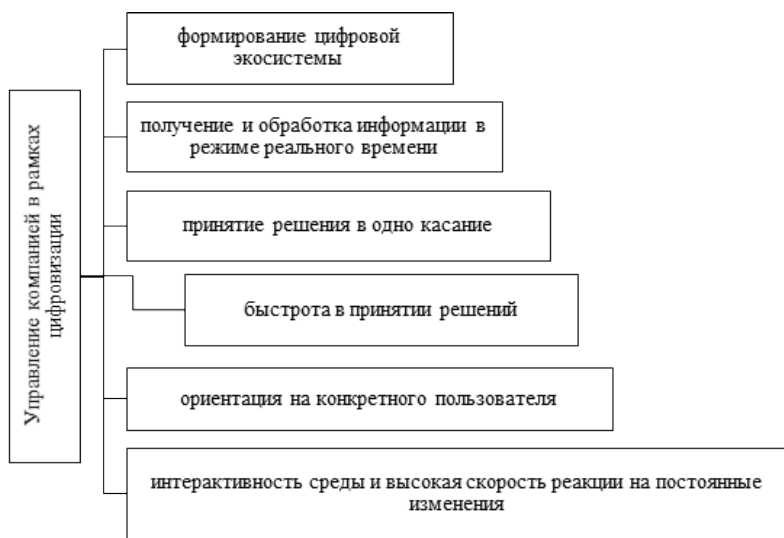 Управление компанией в рамках
цифровизации
формирование цифровой
экосистемы
получение и обработка информации в
режиме реального времени
принятие решения в одно касание
быстрота в принятии решений
ориентация на конкретного пользователя
интерактивность среды и высокая скорость реакции на постоянные
изменения